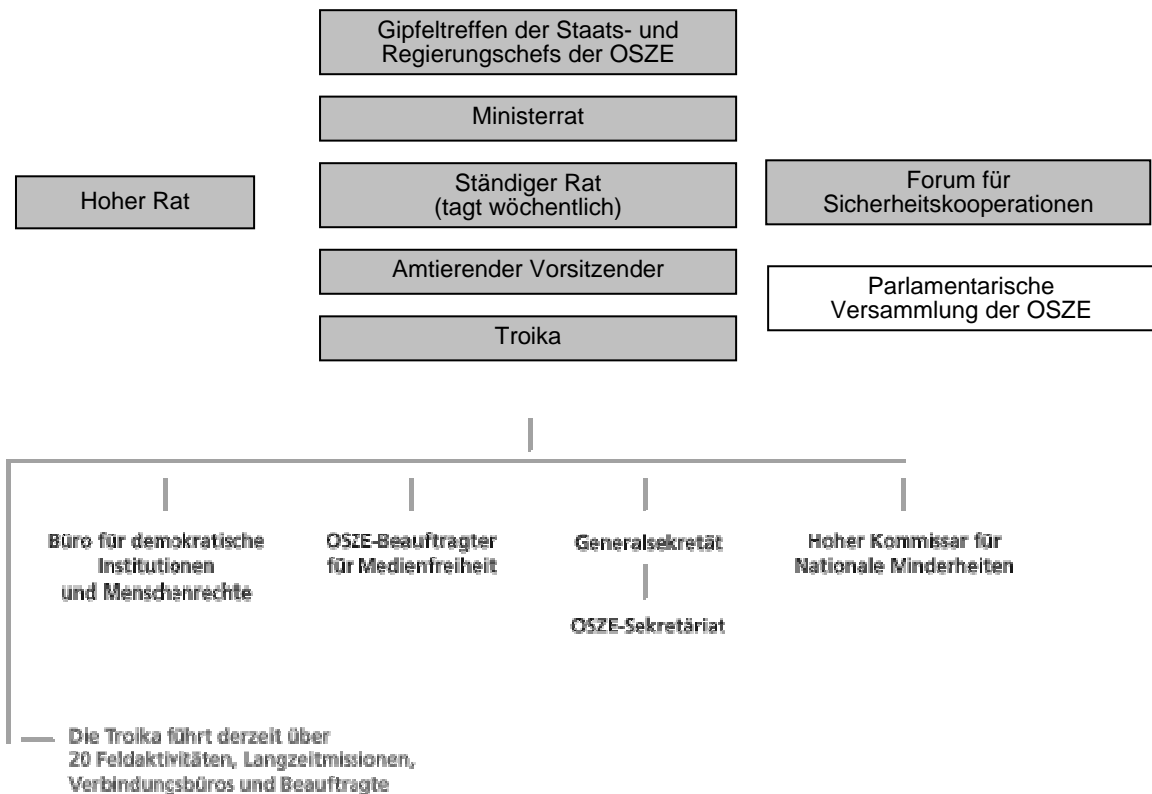 Gipfeltreffen der Staats- und
Regierungschefs der OSZE
Ministerrat
Hoher Rat
Ständiger Rat
(tagt wöchentlich)
Forum für
Sicherheitskooperationen
Amtierender Vorsitzender
Parlamentarische
Versammlung der OSZE
Troika
Büro für demokratische
Institutionen
und Menschenrechte
OSZE-Beauftragter
für Medienfreiheit
Generalsekretät
OSZE-Sekretäriat
Hoher Kommissar für
Nationale Minderheiten
Die Troika führt derzeit über
20 Feldaktivitäten, Langzeitmissionen,
Verbindungsbüros und Beauftragte